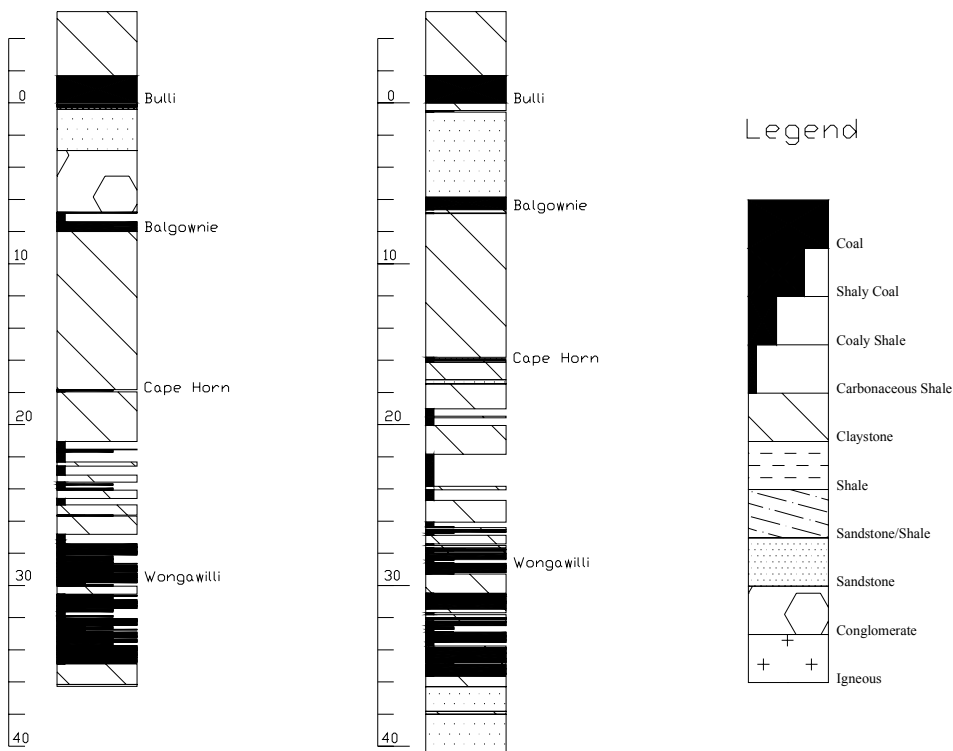 0
Bulli
Balgownie
10
Cape Horn
20
30
Wongawilli
40
0
Bulli
Balgownie
10
Cape Horn
20
30
Wongawilli
40
Legend
Coal
Shaly Coal
Coaly Shale
Carbonaceous Shale
Claystone
Shale
Sandstone/Shale
Sandstone
Conglomerate
Igneous